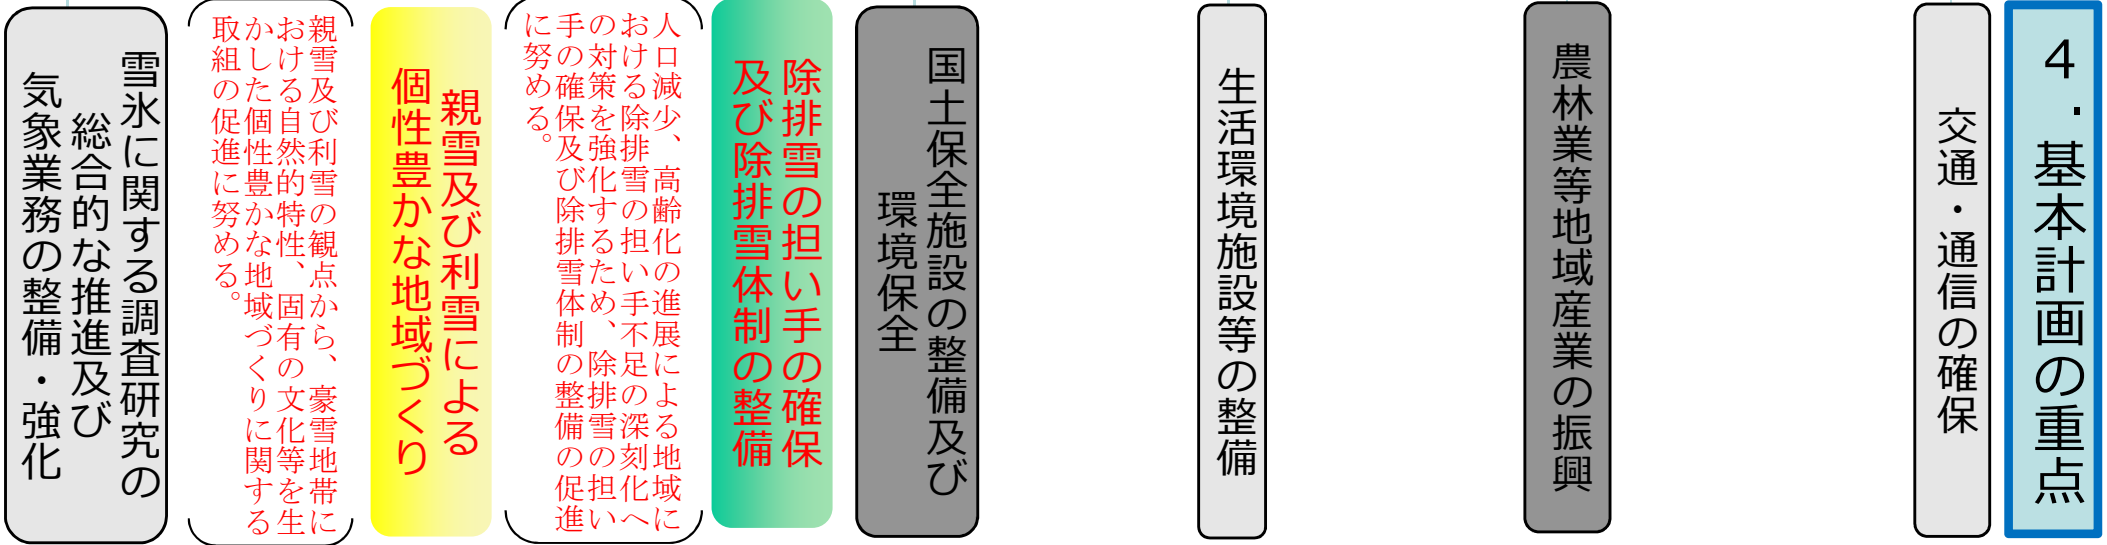 4．基本計画の重点
交通・通信の確保
農林業等地域産業の振興
生活環境施設等の整備
国土保全施設の整備及び
環境保全
除排雪の担い手の確保
及び除排雪体制の整備
人口減少、高齢化の進展による地域に
おける除排雪の担い手不足の深刻化へ
の対策を強化するため、除排雪の担い
手の確保及び除排雪体制の整備の促進
に努める。
親雪及び利雪による
個性豊かな地域づくり
親雪及び利雪の観点から、豪雪地帯に
おける自然的特性、固有の文化等を生
かした個性豊かな地域づくりに関する
取組の促進に努める。
雪氷に関する調査研究の
総合的な推進及び
気象業務の整備・強化